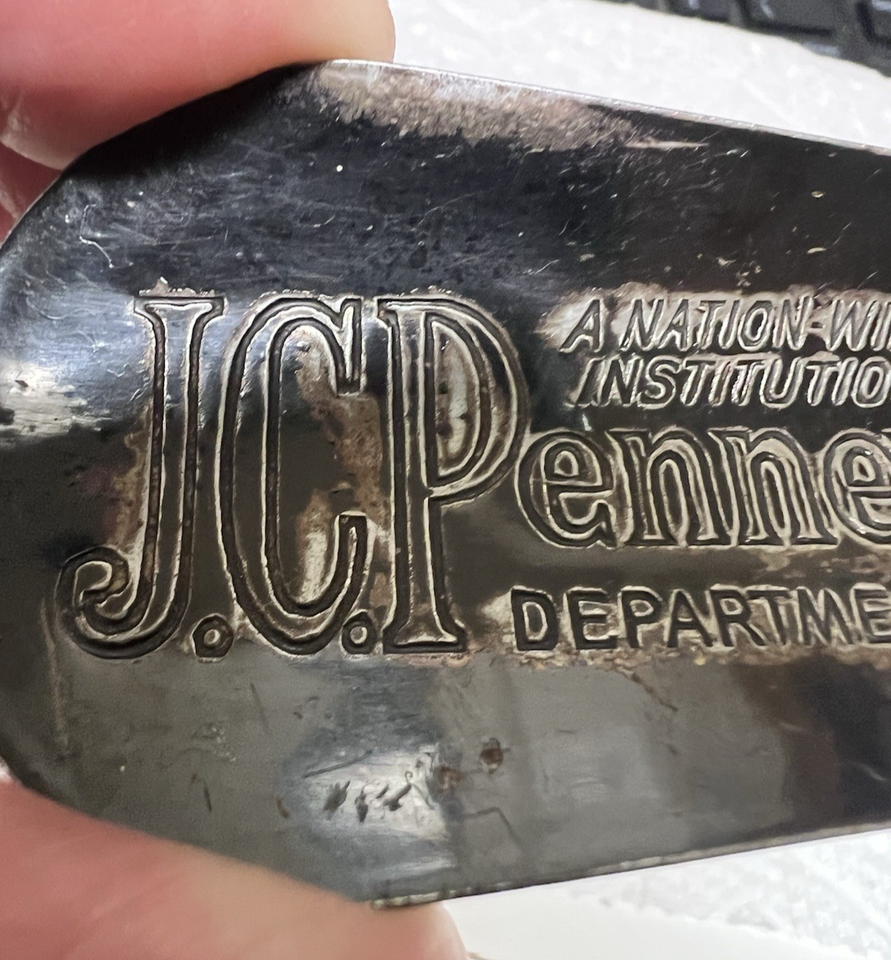 A NATION-WI
INSTITUTIO
J.C.Penne
DEPARTME